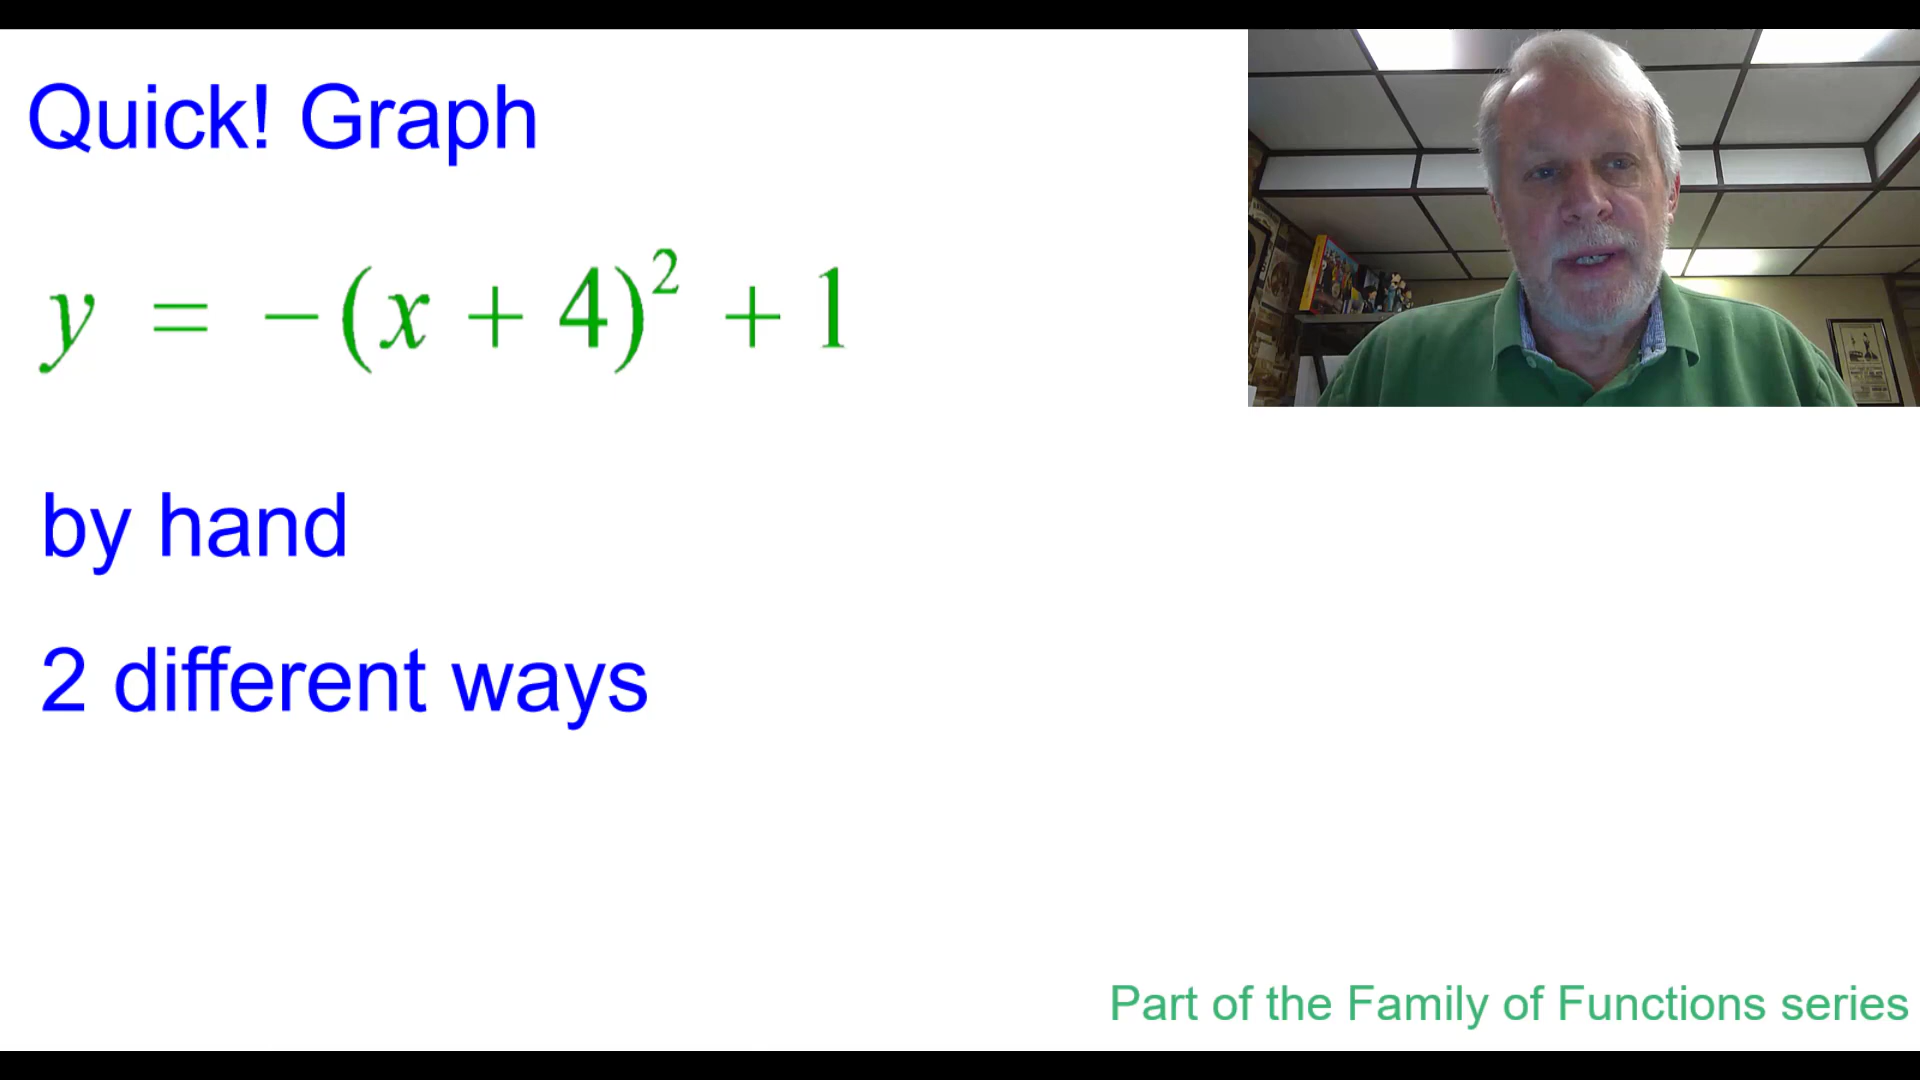 Quick! Graph
y = -(x + 4)² + 1
by hand
2 different ways
Part of the Family of Functions series